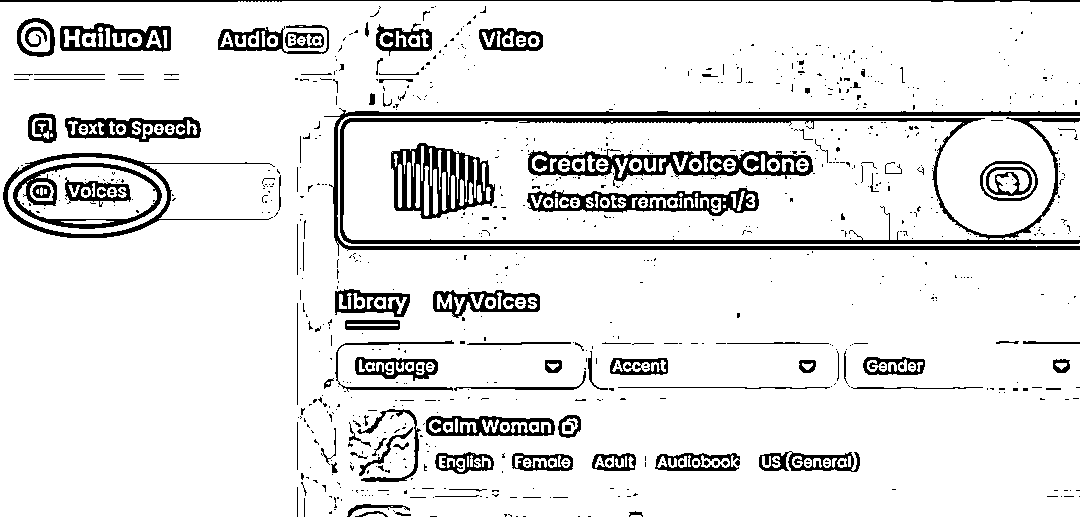 Hailuo AI Audio Beta Chat Video
Text to Speech
Voices
Create your Voice Clone
Voice slots remaining: 1/3
Library My Voices
Language Accent Gender
Calm Woman
English Female Adult Audiobook US (General)